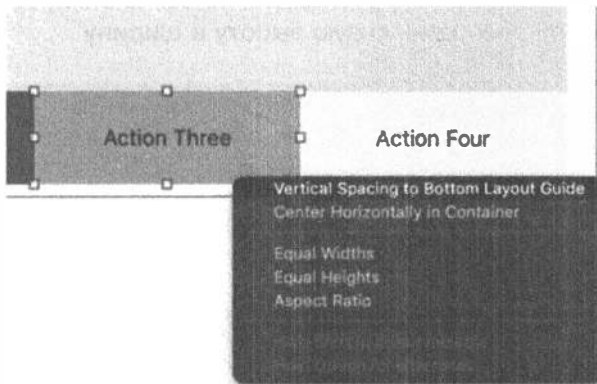 Action Three
Action Four
Vertical Spacing to Bottom Layout Guide
Center Horizontally in Container
Equal Widths
Equal Heights
Aspect Ratio